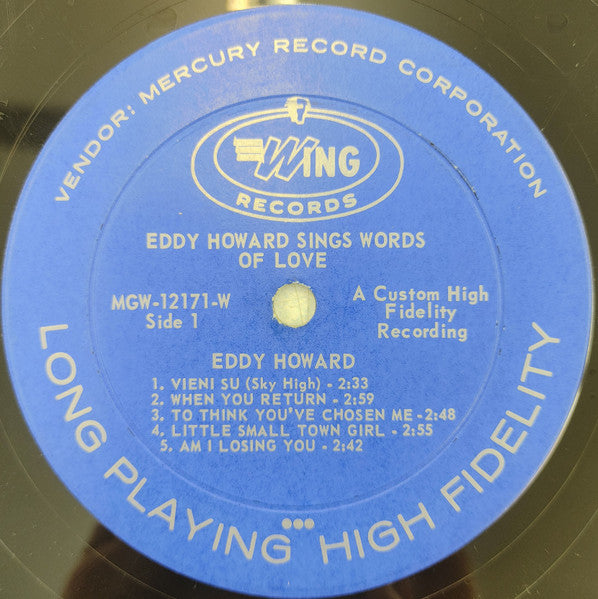 VENDOR: MERCURY RECORD CORPORATION
WING
RECORDS
EDDY HOWARD SINGS WORDS
OF LOVE
MGW-12171-W
Side 1
A Custom High
Fidelity
Recording
EDDY HOWARD
1. VIENI SU (Sky High) - 2:33
2. WHEN YOU RETURN - 2:59
3. TO THINK YOU'VE CHOSEN ME - 2:48
4. LITTLE SMALL TOWN GIRL - 2:55
5. AM I LOSING YOU - 2:42
LONG PLAYING HIGH FIDELITY